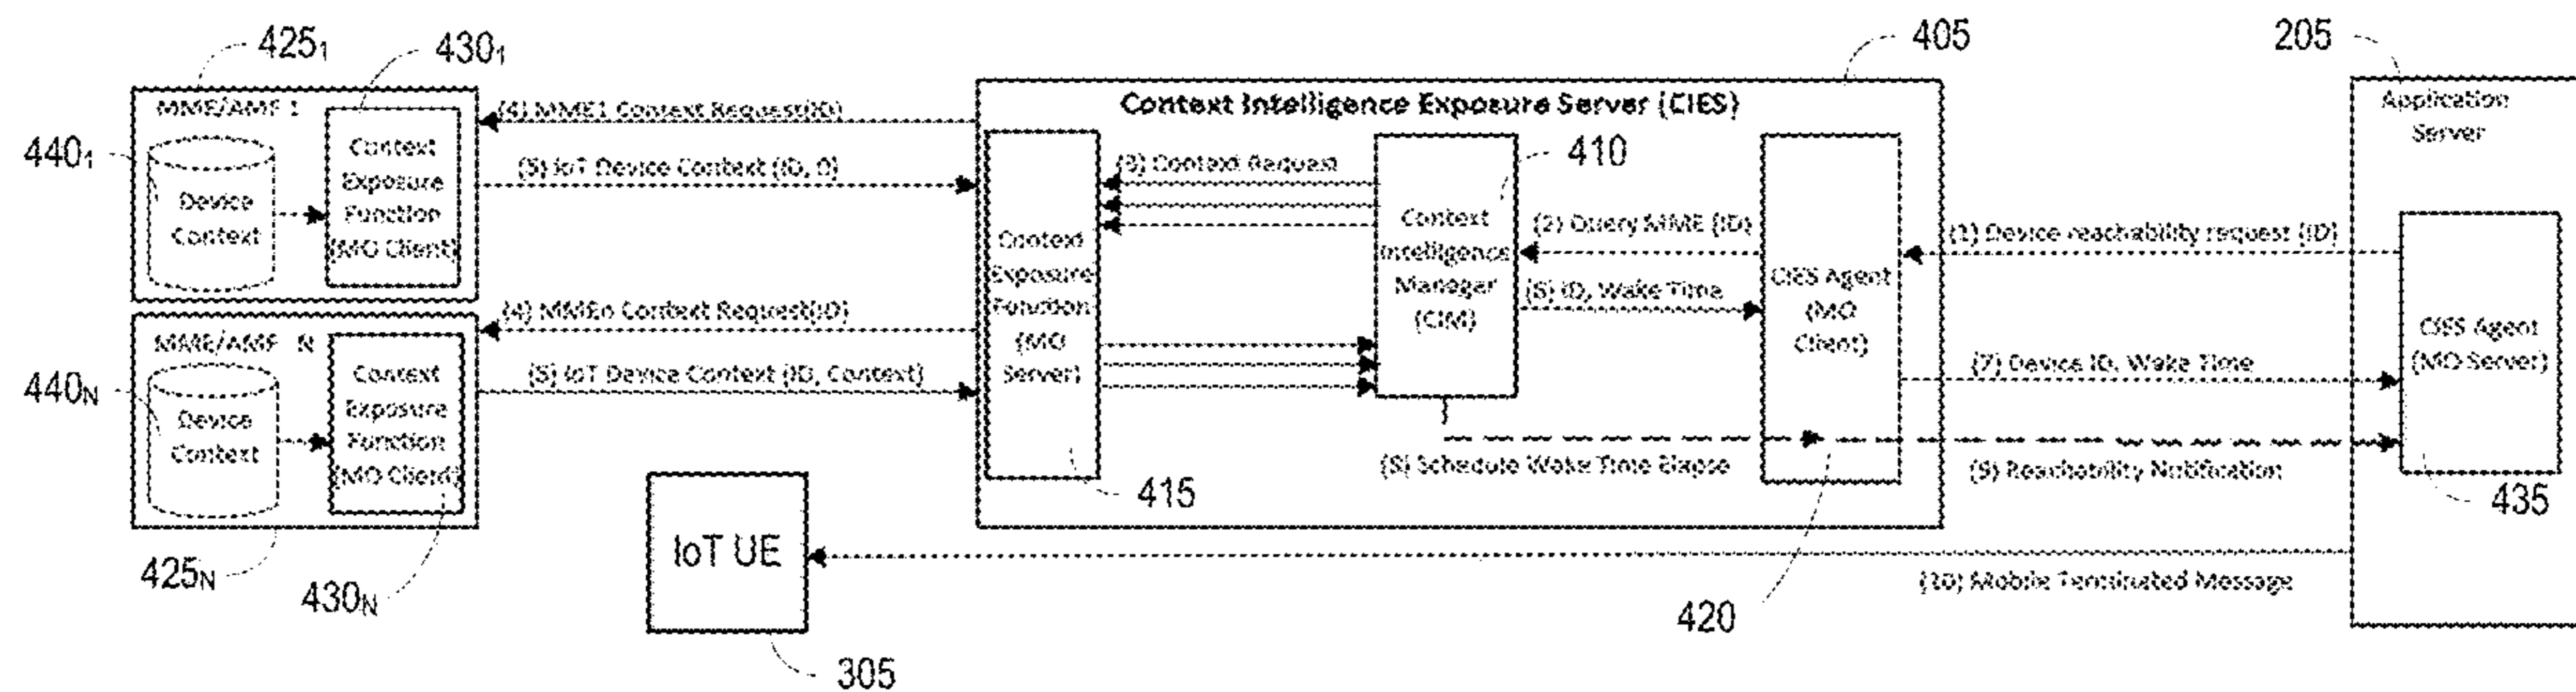 425₁
430₁
405
205
MME/AMF 1
440₁
Device
Context
Context
Exposure
Function
(MO Client)
(4) MME1 Context Request(ID)
(5) IoT Device Context (ID, 0)
MME/AMF N
440N
Device
Context
Context
Exposure
Function
(MO Client)
425N
430N
(4) MMEn Context Request(ID)
(5) IoT Device Context (ID, Context)
Context Intelligence Exposure Server (CIES)
Context
Exposure
Function
(MO
Server)
415
(3) Context Request
410
Context
Intelligence
Manager
(CIM)
(2) Query MME (ID)
(6) ID, Wake Time
CIES Agent
(MO
Client)
(8) Schedule Wake Time Elapse
420
Application
Server
(1) Device reachability request (ID)
(7) Device ID, Wake Time
(9) Reachability Notification
CIES Agent
(MO Server)
435
IoT UE
305
(10) Mobile Terminated Message